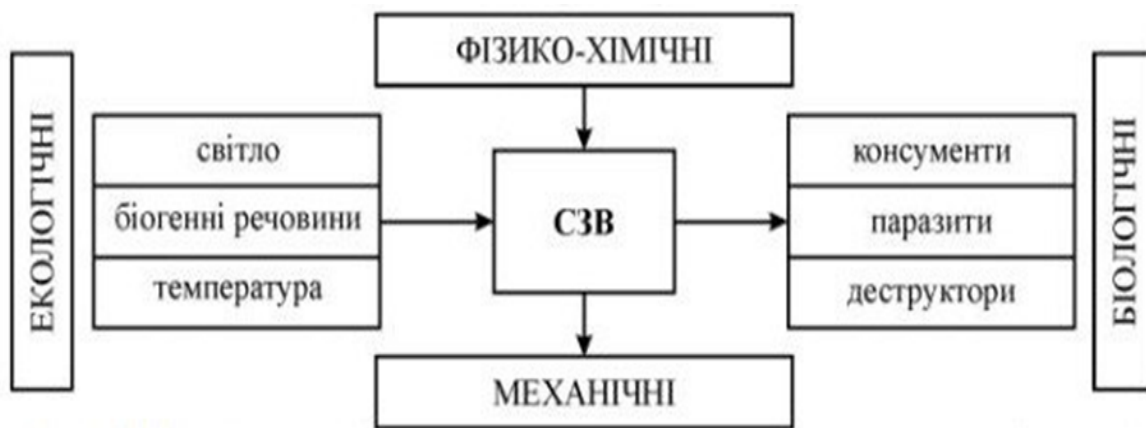 ФІЗИКО-ХІМІЧНІ
ЕКОЛОГІЧНІ
світло
біогенні речовини
температура
СЗВ
консументи
паразити
деструктори
БІОЛОГІЧНІ
МЕХАНІЧНІ